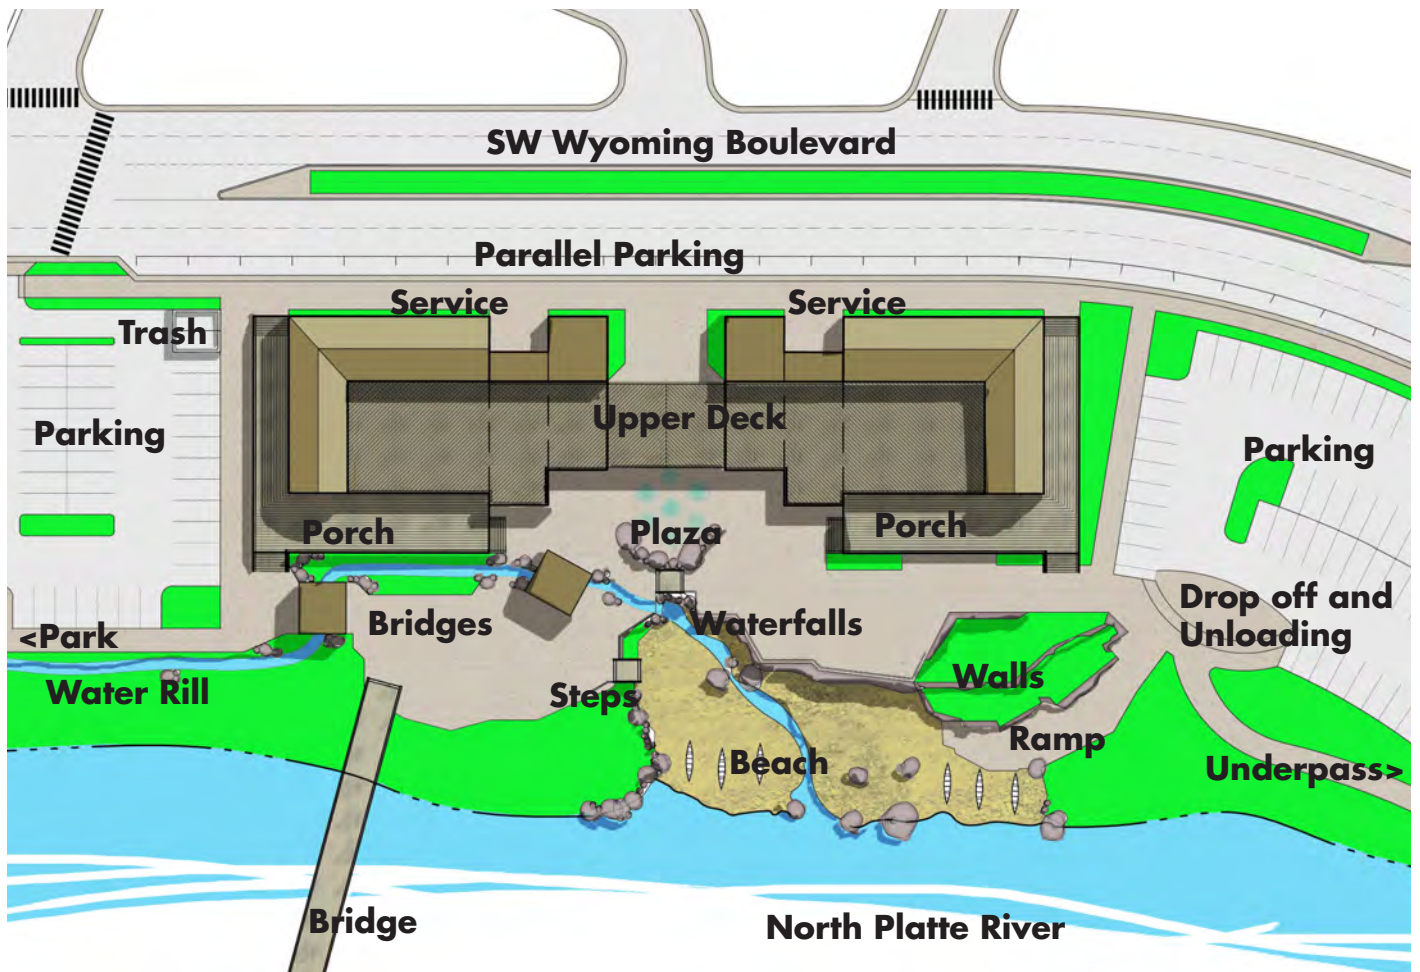 SW Wyoming Boulevard
Parallel Parking
Service
Service
Trash
Upper Deck
Parking
Parking
Porch
Plaza
Porch
Drop off and
Unloading
<Park
Bridges
Waterfalls
Water Rill
Steps
Walls
Ramp
Beach
Underpass>
Bridge
North Platte River